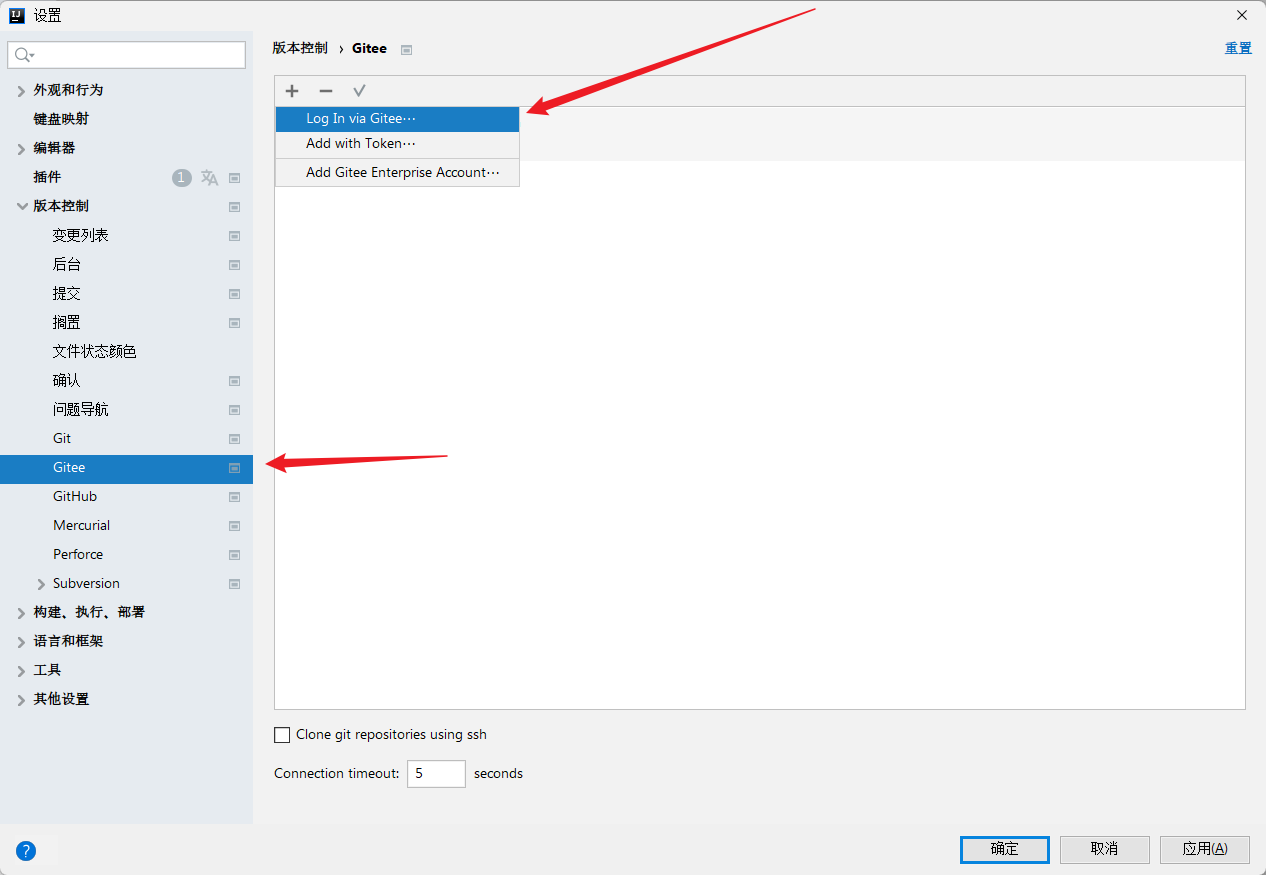 设置
版本控制 › Gitee
重置
外观和行为
键盘映射
编辑器
插件 1
版本控制
变更列表
后台
提交
搁置
文件状态颜色
确认
问题导航
Git
Gitee
GitHub
Mercurial
Perforce
Subversion
构建、执行、部署
语言和框架
工具
其他设置
Log In via Gitee···
Add with Token···
Add Gitee Enterprise Account···
Clone git repositories using ssh
Connection timeout: 5 seconds
?
确定 取消 应用(A)